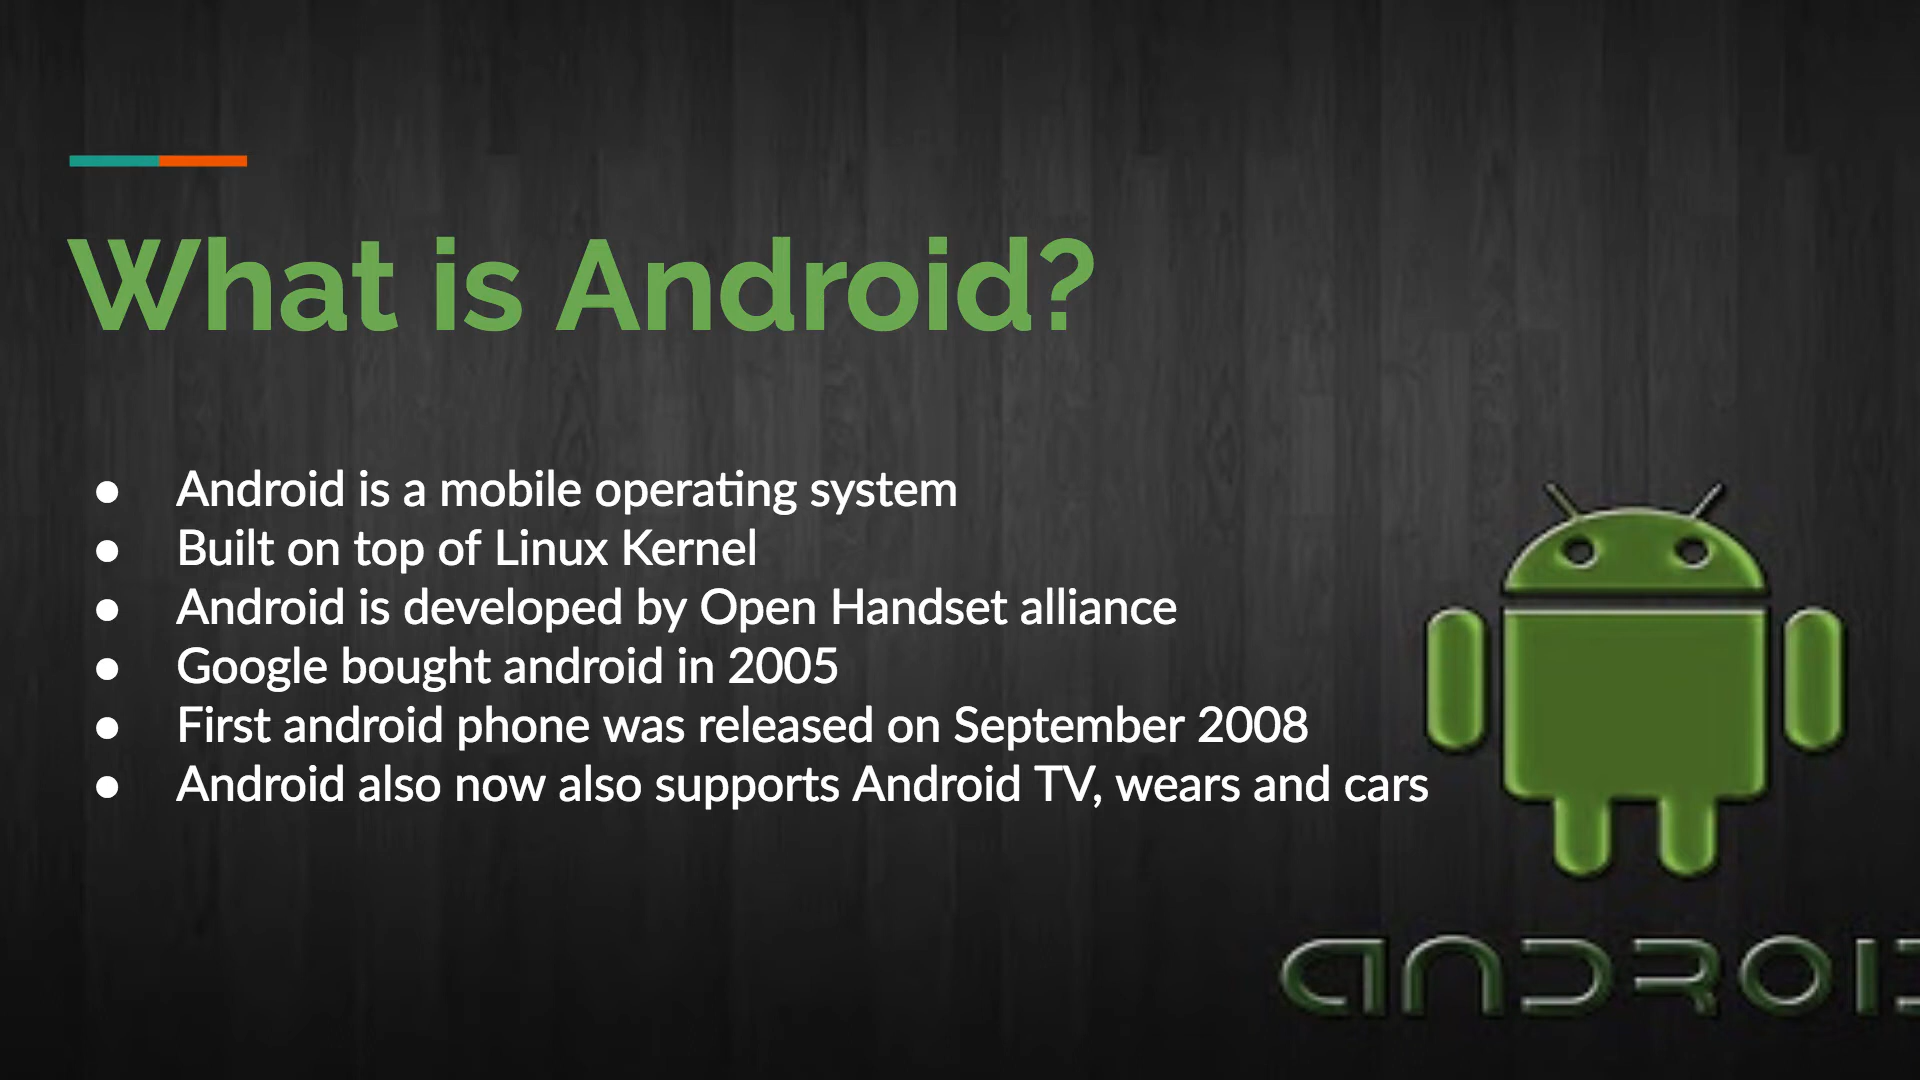 What is Android?
● Android is a mobile operating system
● Built on top of Linux Kernel
● Android is developed by Open Handset alliance
● Google bought android in 2005
● First android phone was released on September 2008
● Android also now also supports Android TV, wears and cars
ANDROID